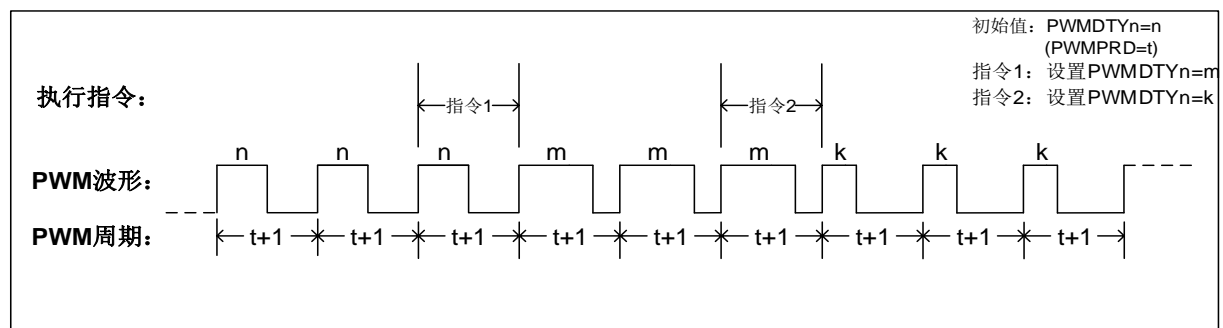 初始值：PWMDTYn=n
(PWMPRD=t)
指令1：设置PWMDTYn=m
指令2：设置PWMDTYn=k
执行指令：
指令1
指令2
n n n m m m k k k
PWM波形：
PWM周期：
t+1 t+1 t+1 t+1 t+1 t+1 t+1 t+1 t+1